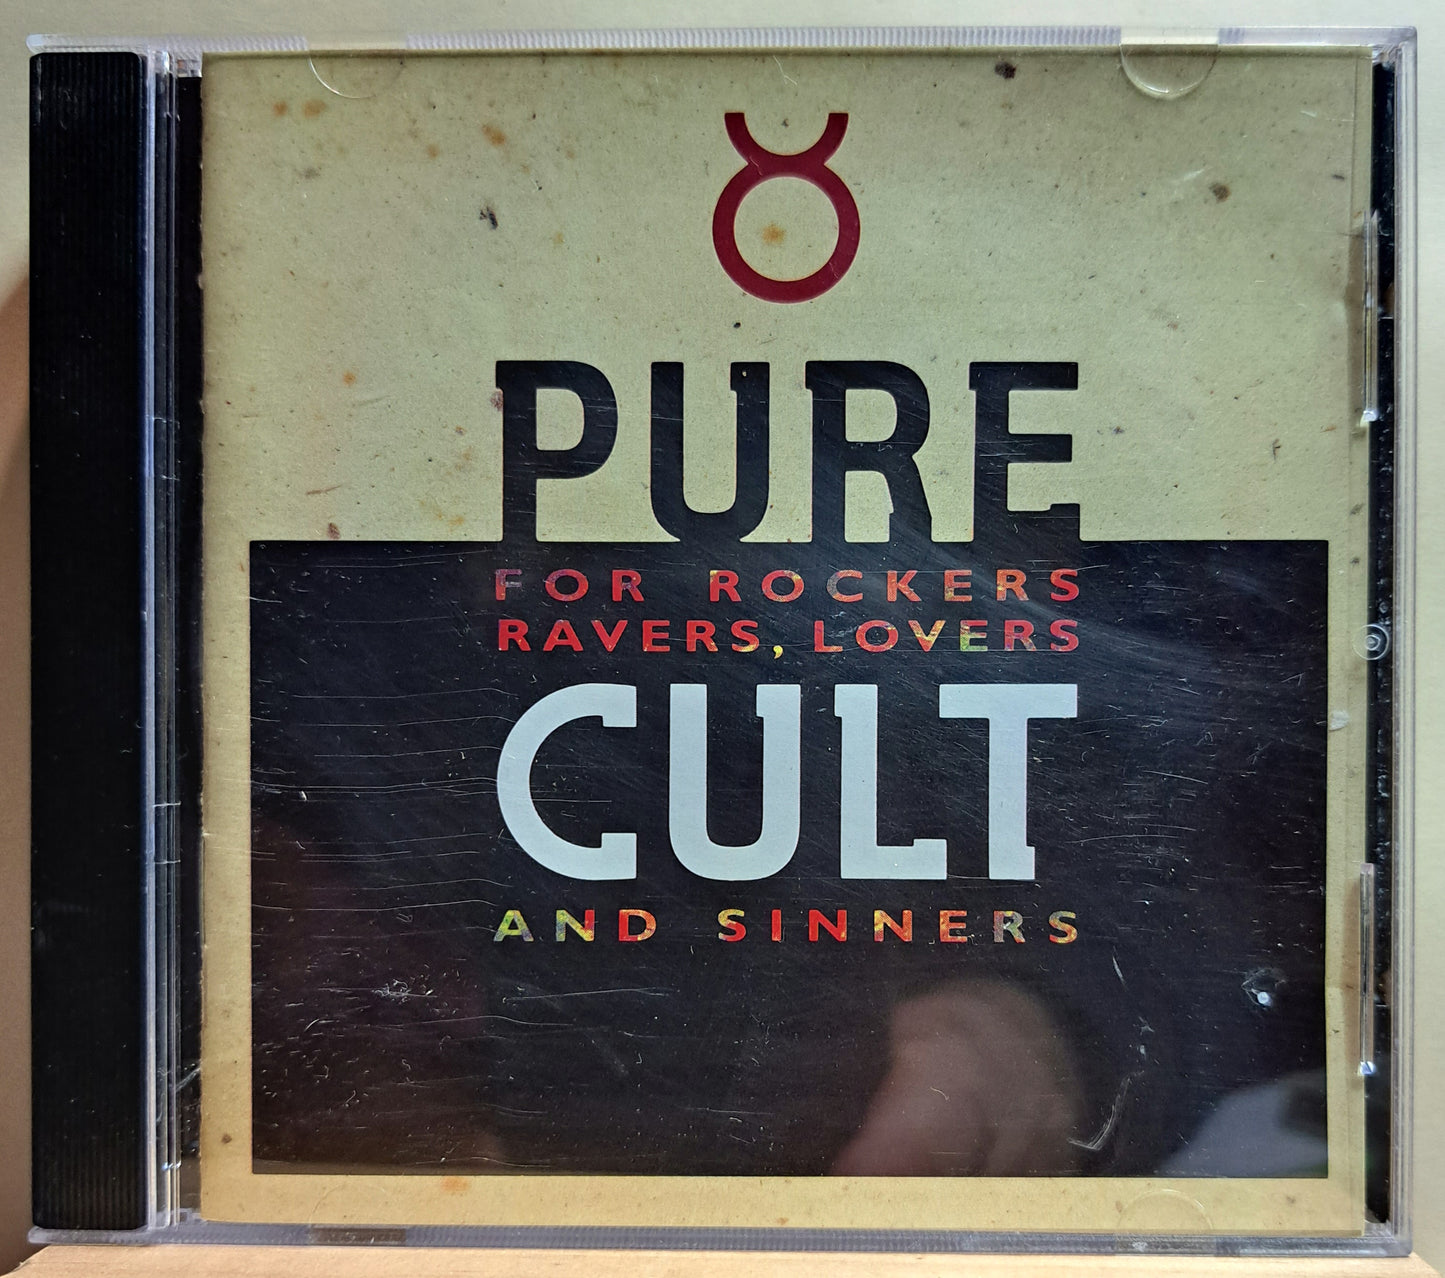 PURE
FOR ROCKERS
RAVERS, LOVERS
CULT
AND SINNERS